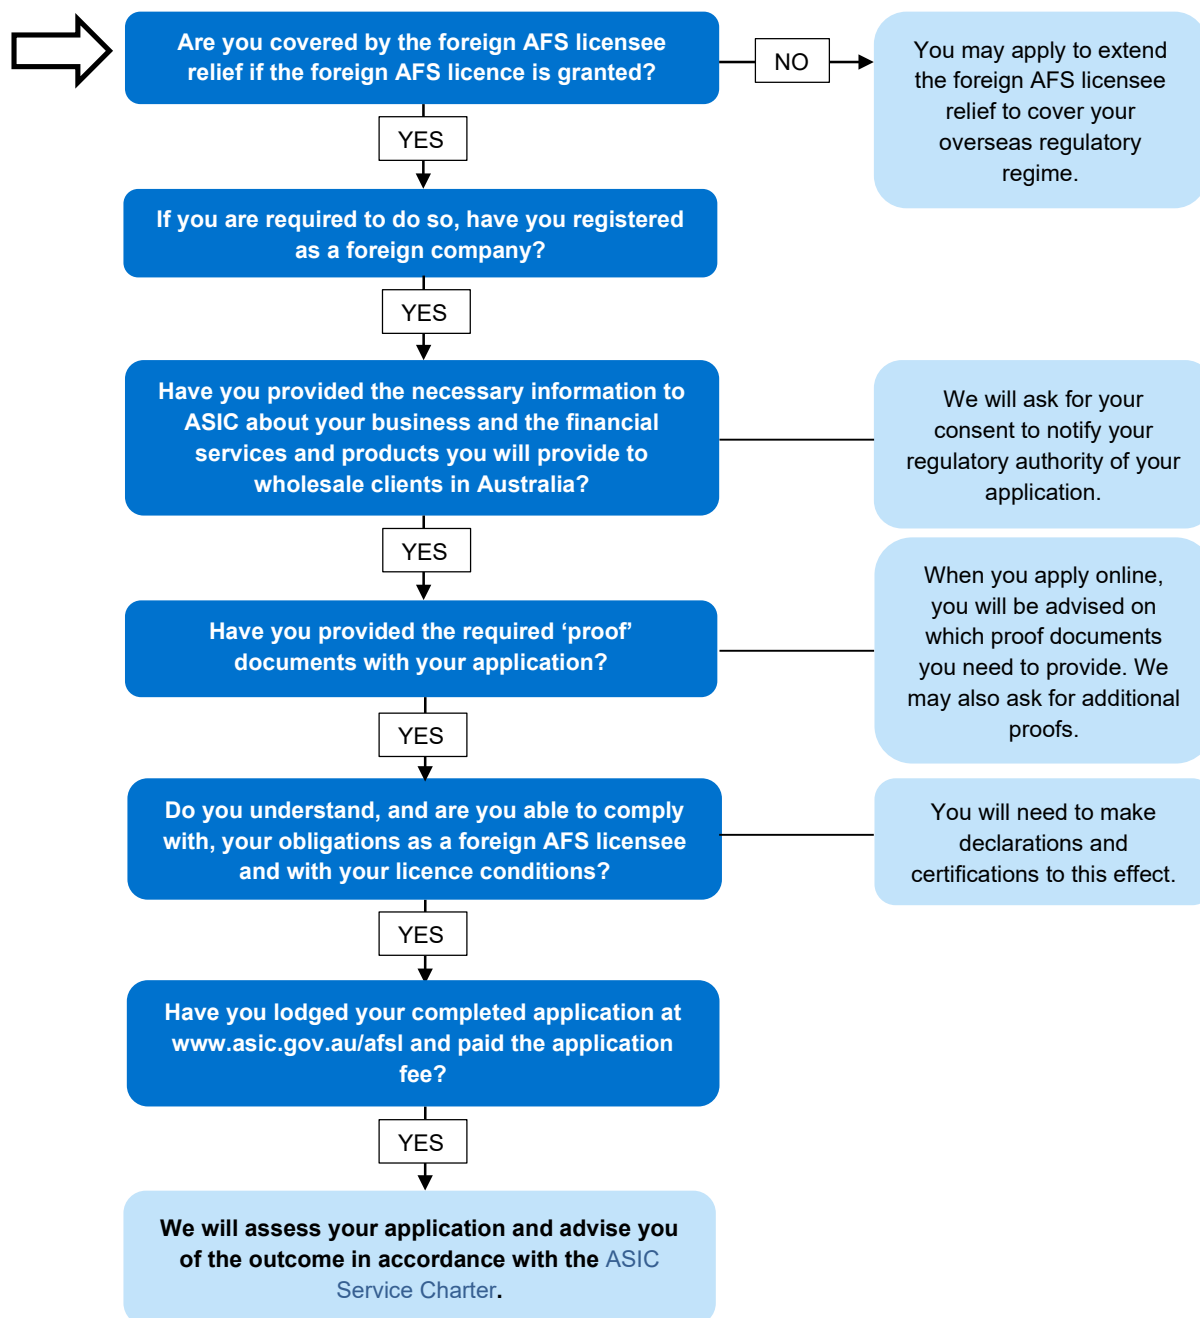 Are you covered by the foreign AFS licensee
relief if the foreign AFS licence is granted?
NO
You may apply to extend
the foreign AFS licensee
relief to cover your
overseas regulatory
regime.
YES
If you are required to do so, have you registered
as a foreign company?
YES
Have you provided the necessary information to
ASIC about your business and the financial
services and products you will provide to
wholesale clients in Australia?
We will ask for your
consent to notify your
regulatory authority of your
application.
YES
Have you provided the required ‘proof’
documents with your application?
When you apply online,
you will be advised on
which proof documents
you need to provide. We
may also ask for additional
proofs.
YES
Do you understand, and are you able to comply
with, your obligations as a foreign AFS licensee
and with your licence conditions?
You will need to make
declarations and
certifications to this effect.
YES
Have you lodged your completed application at
www.asic.gov.au/afsl and paid the application
fee?
YES
We will assess your application and advise you
of the outcome in accordance with the ASIC
Service Charter.